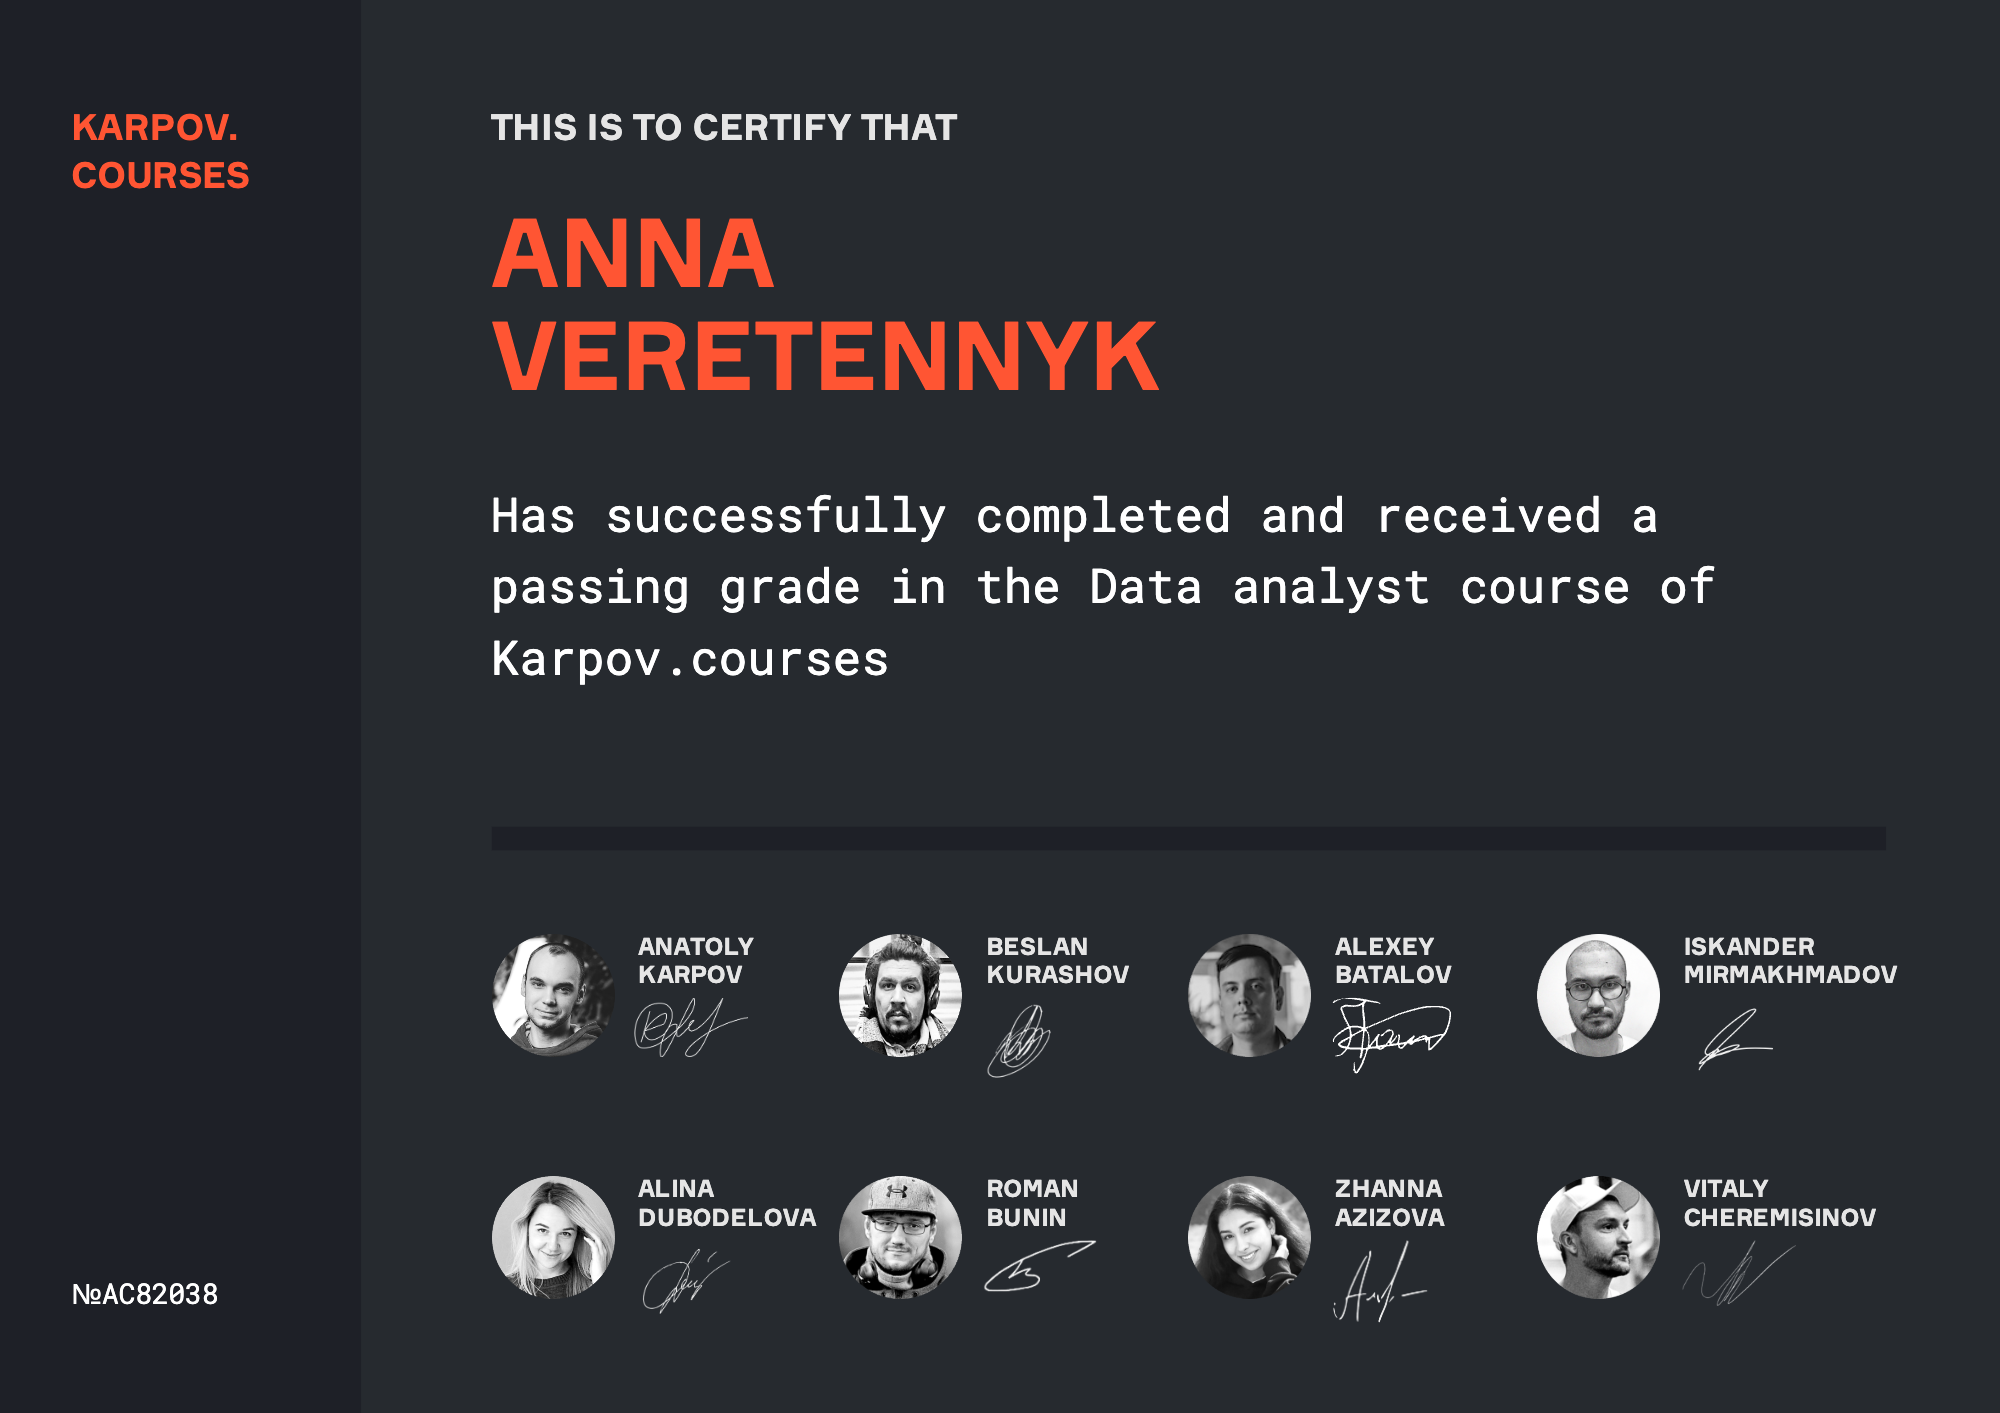 KARPOV.
COURSES
THIS IS TO CERTIFY THAT
ANNA
VERETENNYK
Has successfully completed and received a
passing grade in the Data analyst course of
Karpov.courses
ANATOLY
KARPOV
BESLAN
KURASHOV
ALEXEY
BATALOV
ISKANDER
MIRMAKHMADOV
ALINA
DUBODELOVA
ROMAN
BUNIN
ZHANNA
AZIZOVA
VITALY
CHEREMISINOV
№AC82038